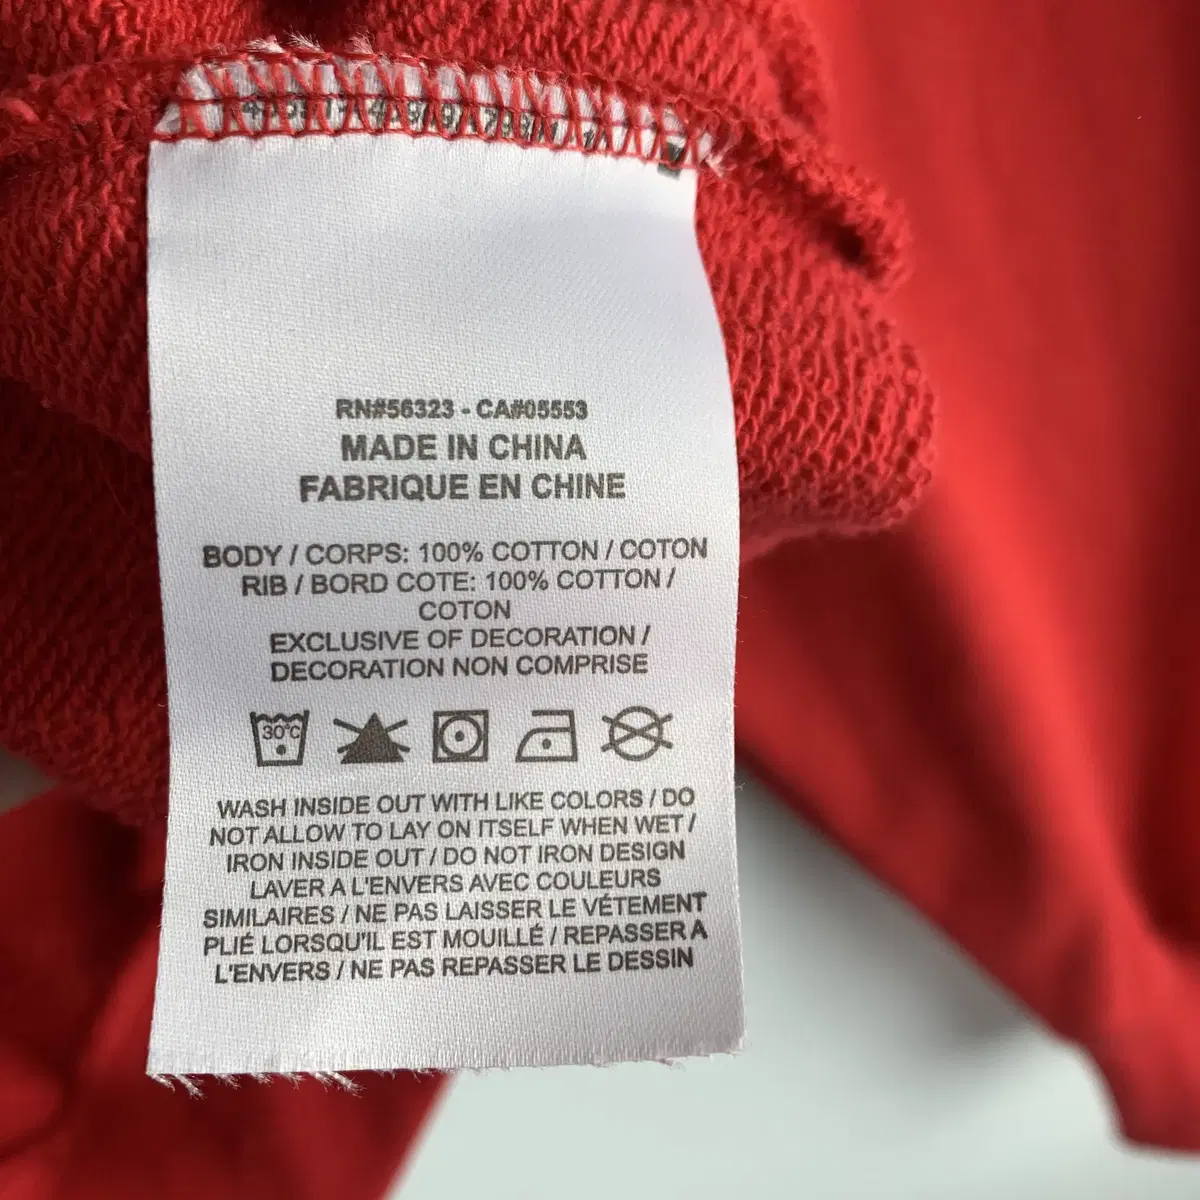 RN#56323 - CA#05553
MADE IN CHINA
FABRIQUE EN CHINE
BODY / CORPS: 100% COTTON / COTON
RIB / BORD COTE: 100% COTTON /
COTON
EXCLUSIVE OF DECORATION /
DECORATION NON COMPRISE
30°C
WASH INSIDE OUT WITH LIKE COLORS / DO
NOT ALLOW TO LAY ON ITSELF WHEN WET /
IRON INSIDE OUT / DO NOT IRON DESIGN
LAVER A L'ENVERS AVEC COULEURS
SIMILAIRES / NE PAS LAISSER LE VÉTEMENT
PLIÉ LORSQU'IL EST MOUILLÉ / REPASSER A
L'ENVERS / NE PAS REPASSER LE DESSIN